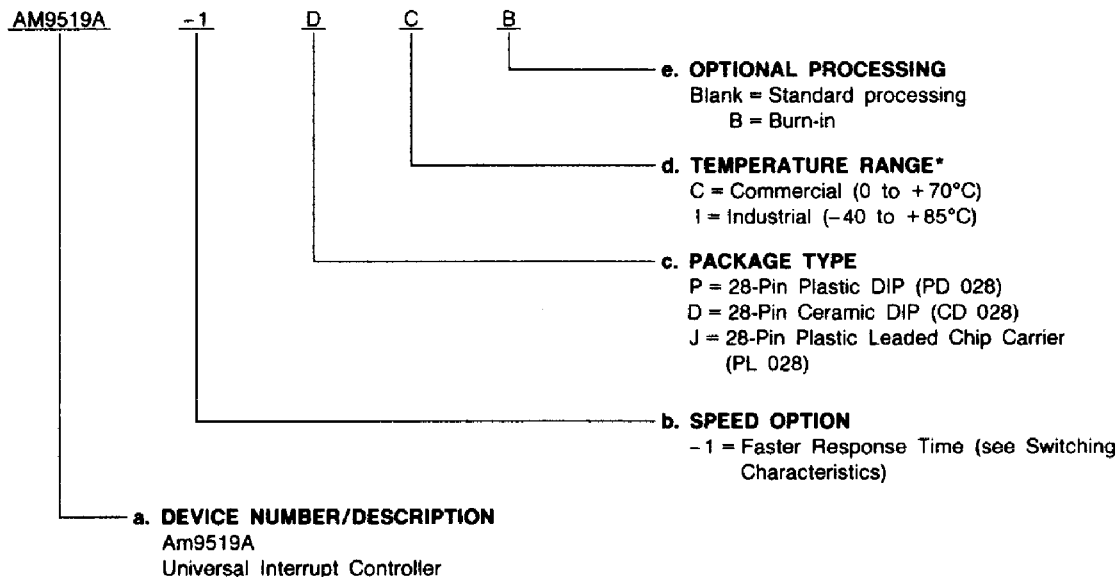 AM9519A -1 D C B
e. OPTIONAL PROCESSING
Blank = Standard processing
B = Burn-in
d. TEMPERATURE RANGE*
C = Commercial (0 to +70°C)
I = Industrial (-40 to +85°C)
c. PACKAGE TYPE
P = 28-Pin Plastic DIP (PD 028)
D = 28-Pin Ceramic DIP (CD 028)
J = 28-Pin Plastic Leaded Chip Carrier
(PL 028)
b. SPEED OPTION
-1 = Faster Response Time (see Switching
Characteristics)
a. DEVICE NUMBER/DESCRIPTION
Am9519A
Universal Interrupt Controller